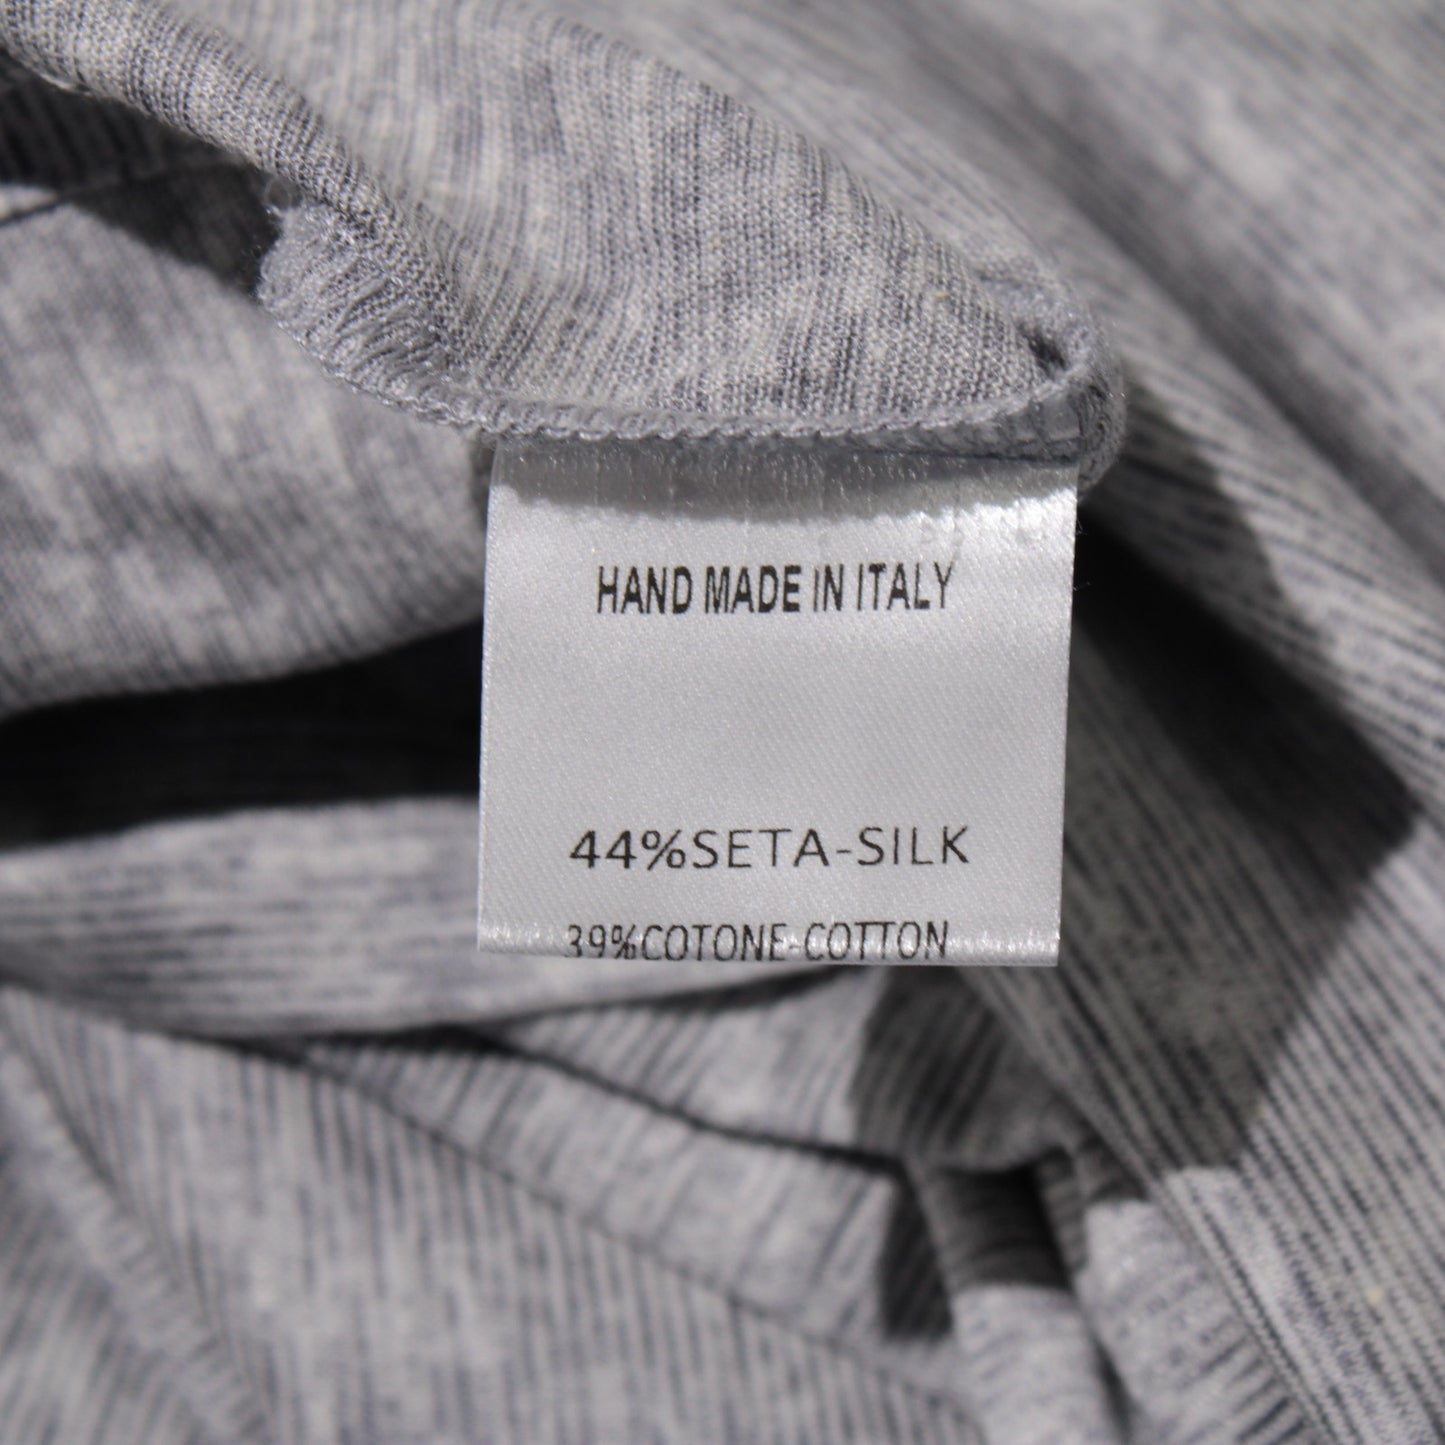 HAND MADE IN ITALY
44%SETA-SILK
39%COTONE-COTTON